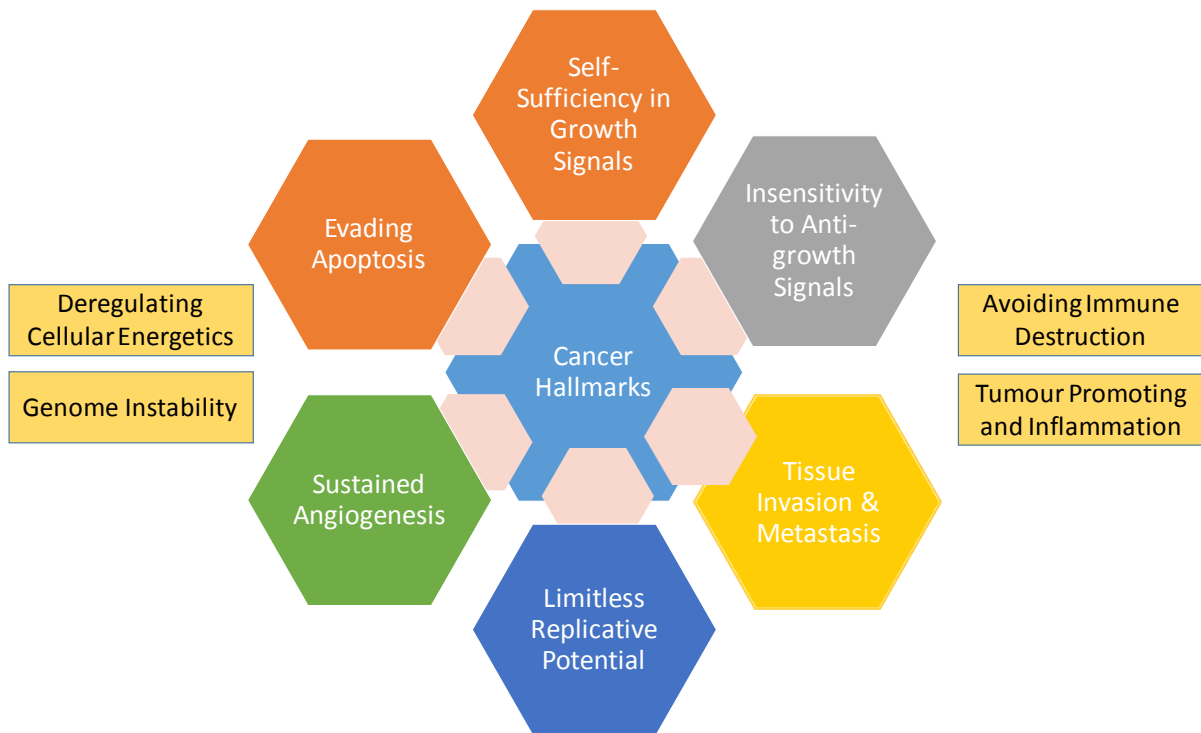 Self-
Sufficiency in
Growth
Signals
Insensitivity
to Anti-
growth
Signals
Evading
Apoptosis
Deregulating
Cellular Energetics
Genome Instability
Avoiding Immune
Destruction
Tumour Promoting
and Inflammation
Cancer
Hallmarks
Sustained
Angiogenesis
Tissue
Invasion &
Metastasis
Limitless
Replicative
Potential